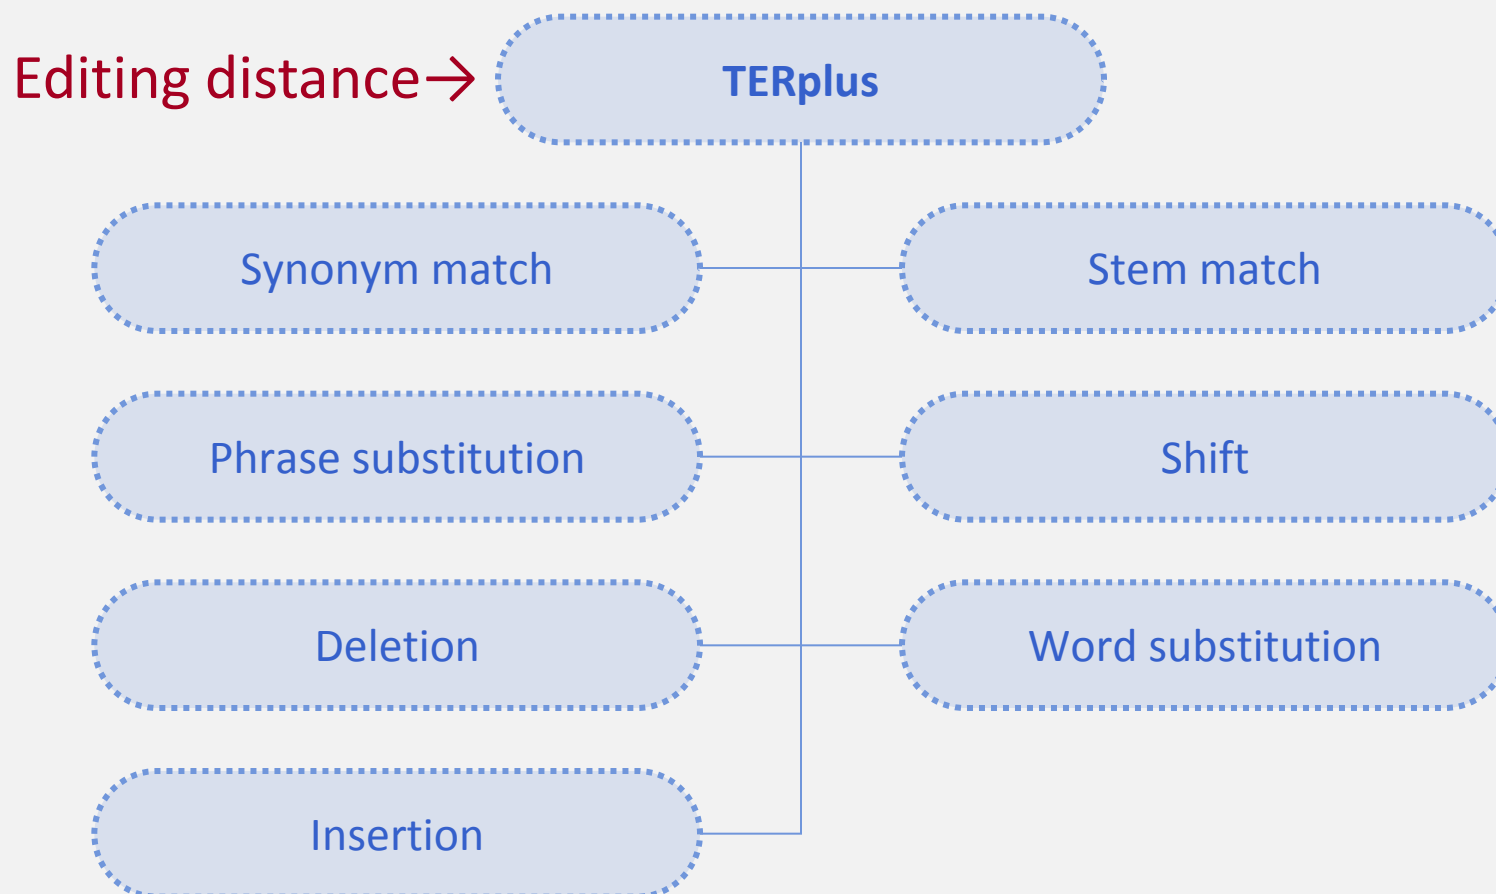 Editing distance→
TERplus
Synonym match
Stem match
Phrase substitution
Shift
Deletion
Word substitution
Insertion